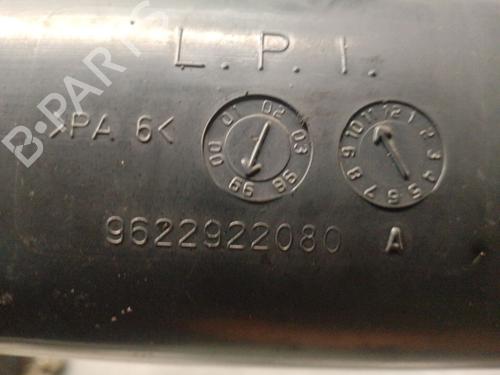 L.P.I.
>PA 6<
00 01 02 03 98 99
1 2 3 4 5 6 7 8 9 10 11 12
9622922080 A
B-PARTS